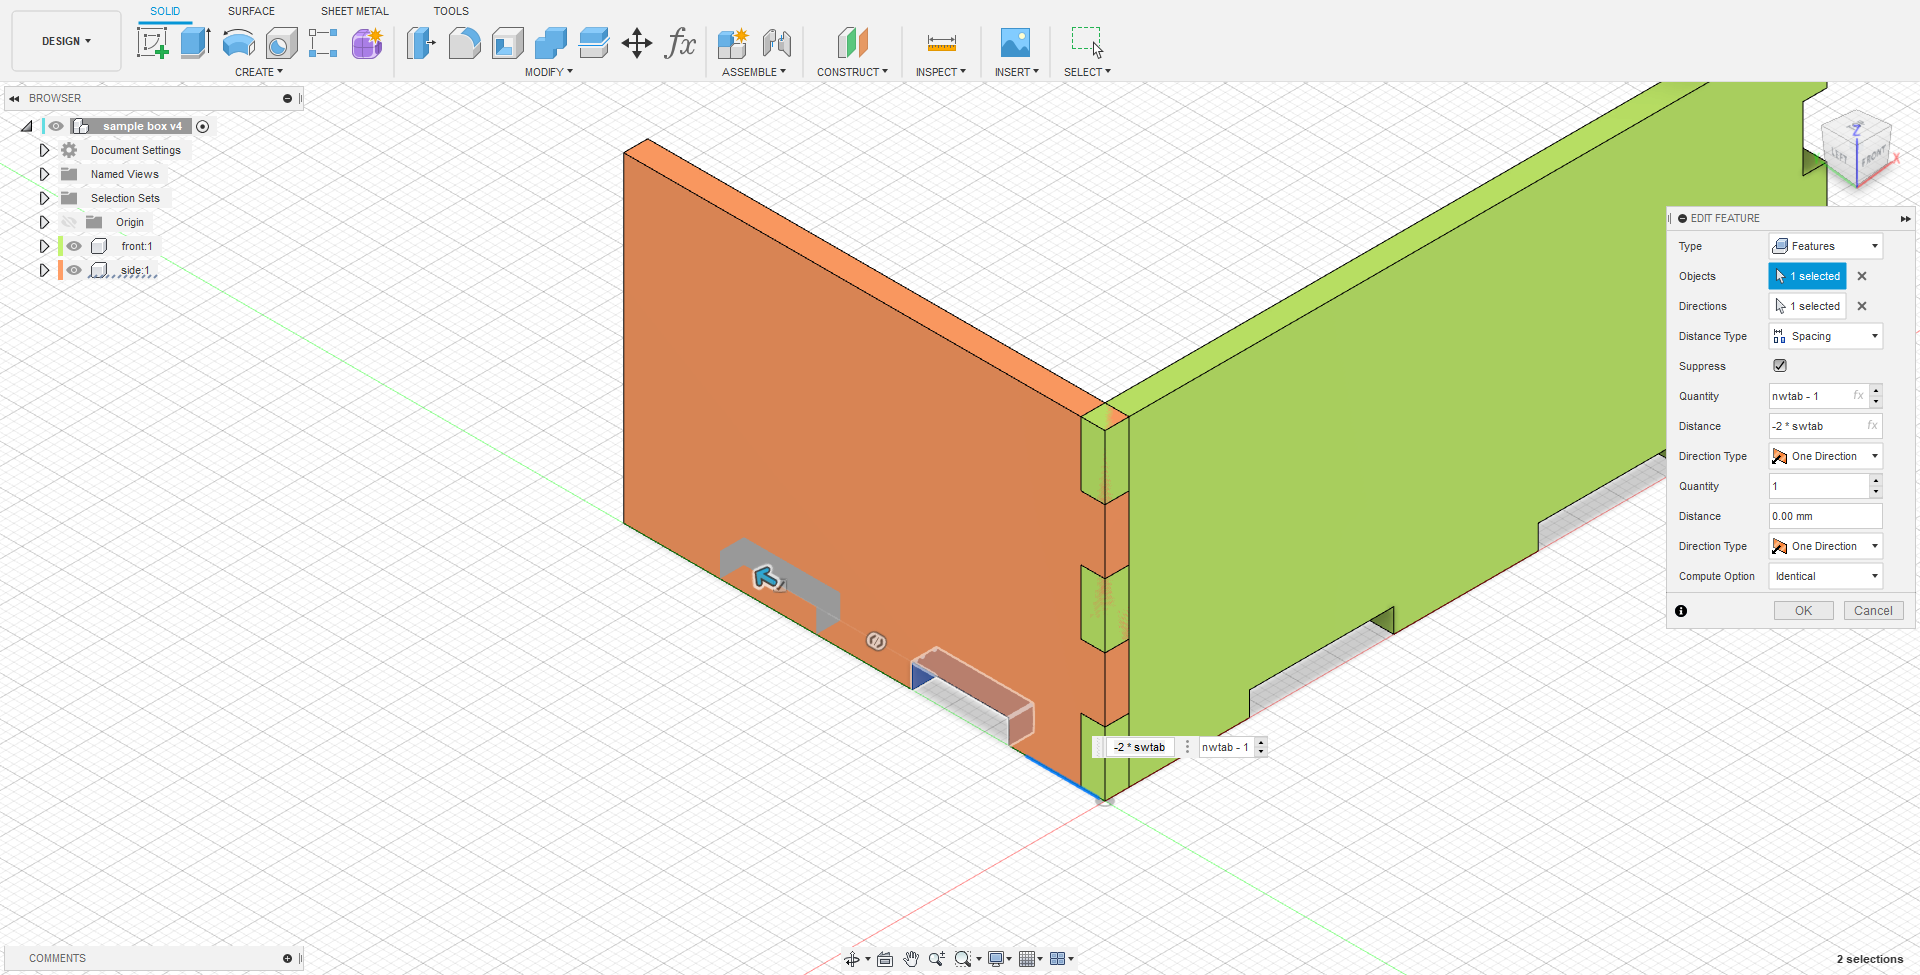 SOLID SURFACE SHEET METAL TOOLS
DESIGN
fx
CREATE MODIFY ASSEMBLE CONSTRUCT INSPECT INSERT SELECT
BROWSER
sample box v4
Document Settings
Named Views
Selection Sets
Origin
front:1
side:1
Z
LEFT FRONT
X
EDIT FEATURE
Type Features
Objects 1 selected
Directions 1 selected
Distance Type Spacing
Suppress
Quantity nwtab - 1 fx
Distance -2 * swtab fx
Direction Type One Direction
Quantity 1
Distance 0.00 mm
Direction Type One Direction
Compute Option Identical
OK Cancel
-2 * swtab nwtab - 1
COMMENTS
2 selections